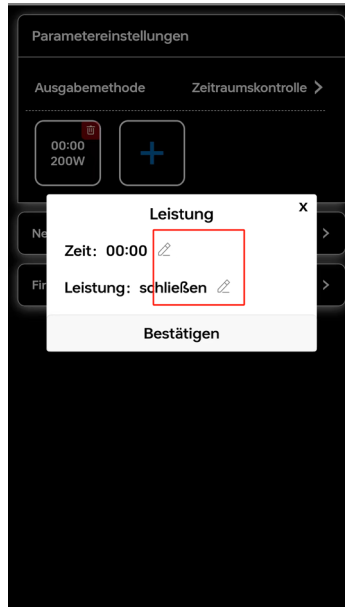 Parametereinstellungen
Ausgabemethode Zeitraumskontrolle >
00:00
200W
+
Leistung x
Ne >
Zeit: 00:00
Fir >
Leistung: schließen
Bestätigen